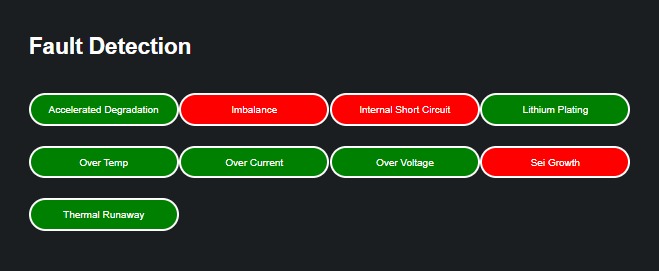 Fault Detection
Accelerated Degradation
Imbalance
Internal Short Circuit
Lithium Plating
Over Temp
Over Current
Over Voltage
Sei Growth
Thermal Runaway